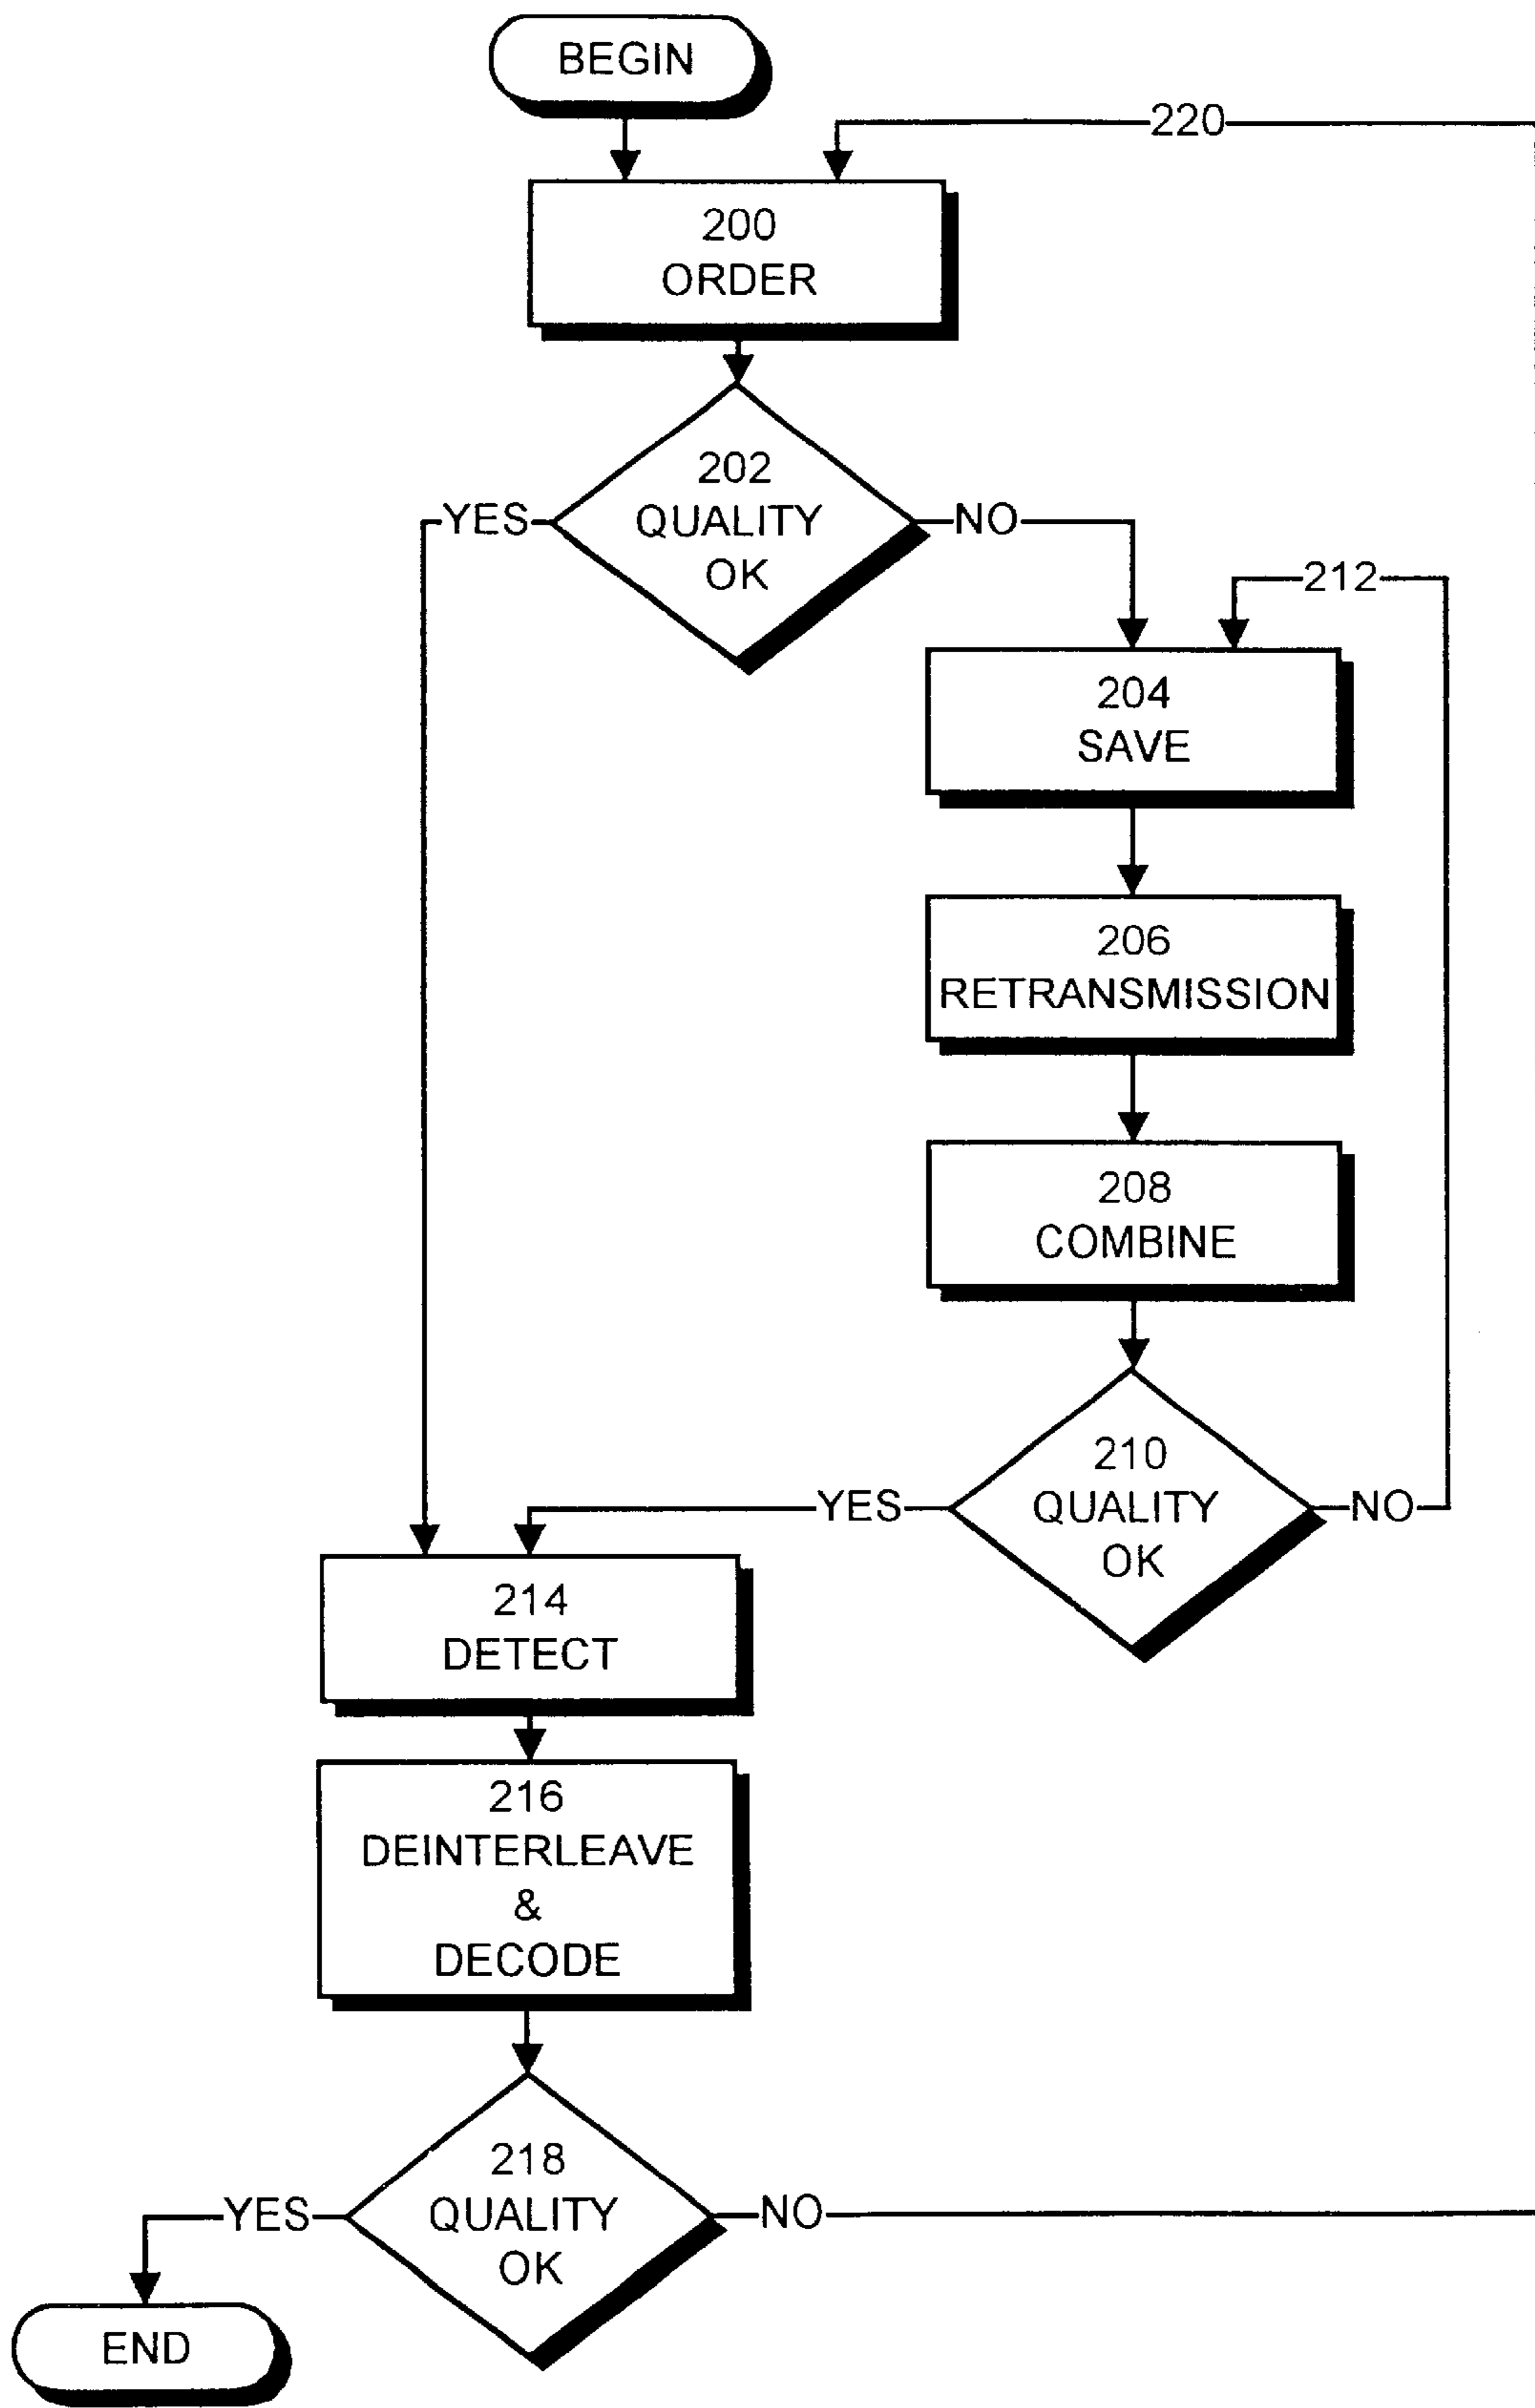 BEGIN
220
200
ORDER
202
QUALITY
OK
YES
NO
212
204
SAVE
206
RETRANSMISSION
208
COMBINE
210
QUALITY
OK
YES
NO
214
DETECT
216
DEINTERLEAVE
&
DECODE
218
QUALITY
OK
YES
NO
END